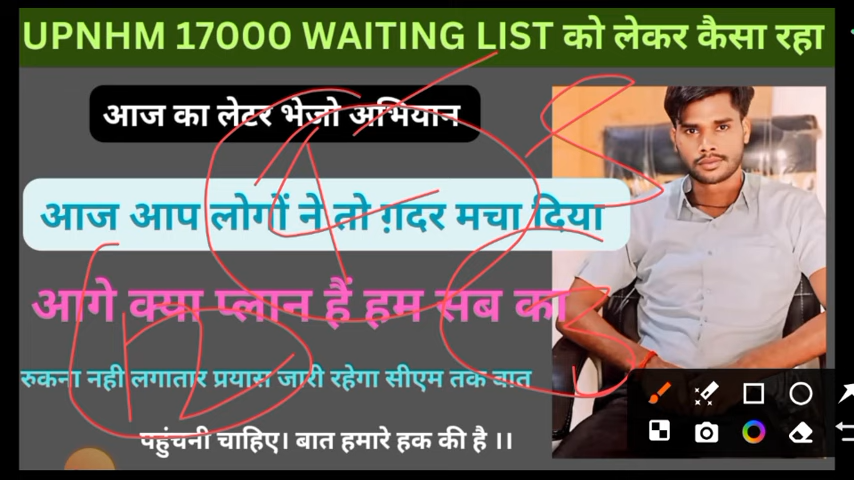 UPNHM 17000 WAITING LIST को लेकर कैसा रहा
आज का लेटर भेजो अभियान
आज आप लोगों ने तो ग़दर मचा दिया
आगे क्या प्लान हैं हम सब का
रुकना नही लगातार प्रयास जारी रहेगा सीएम तक बात
पहुंचनी चाहिए। बात हमारे हक की है ।।